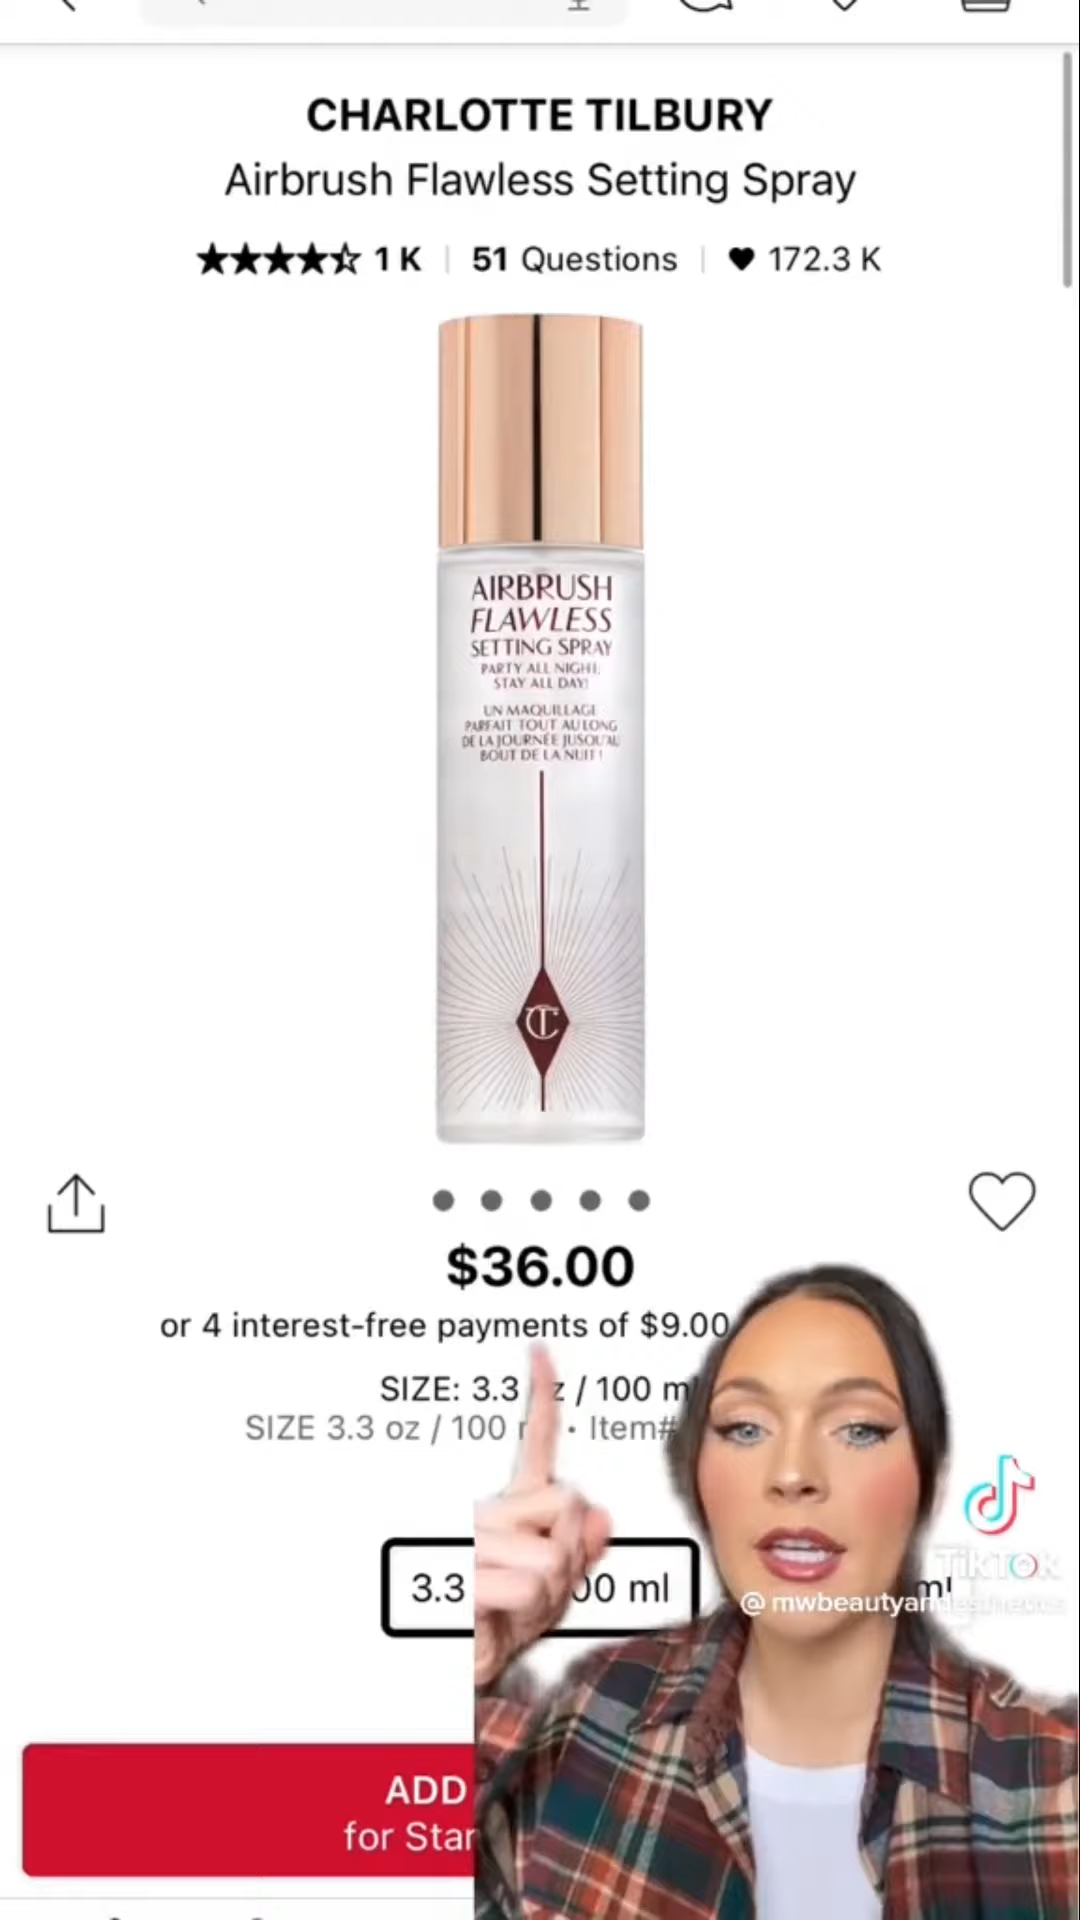 CHARLOTTE TILBURY
Airbrush Flawless Setting Spray
1 K | 51 Questions | 172.3 K
AIRBRUSH
FLAWLESS
SETTING SPRAY
PARTY ALL NIGHT,
STAY ALL DAY!
UN MAQUILLAGE
PARFAIT TOUT AU LONG
DE LA JOURNÉE JUSQU'AU
BOUT DE LA NUIT !
CT
$36.00
or 4 interest-free payments of $9.00
SIZE: 3.3 / 100
SIZE 3.3 oz / 100 • Item#
3.3 ml
TikTok
ADD
for